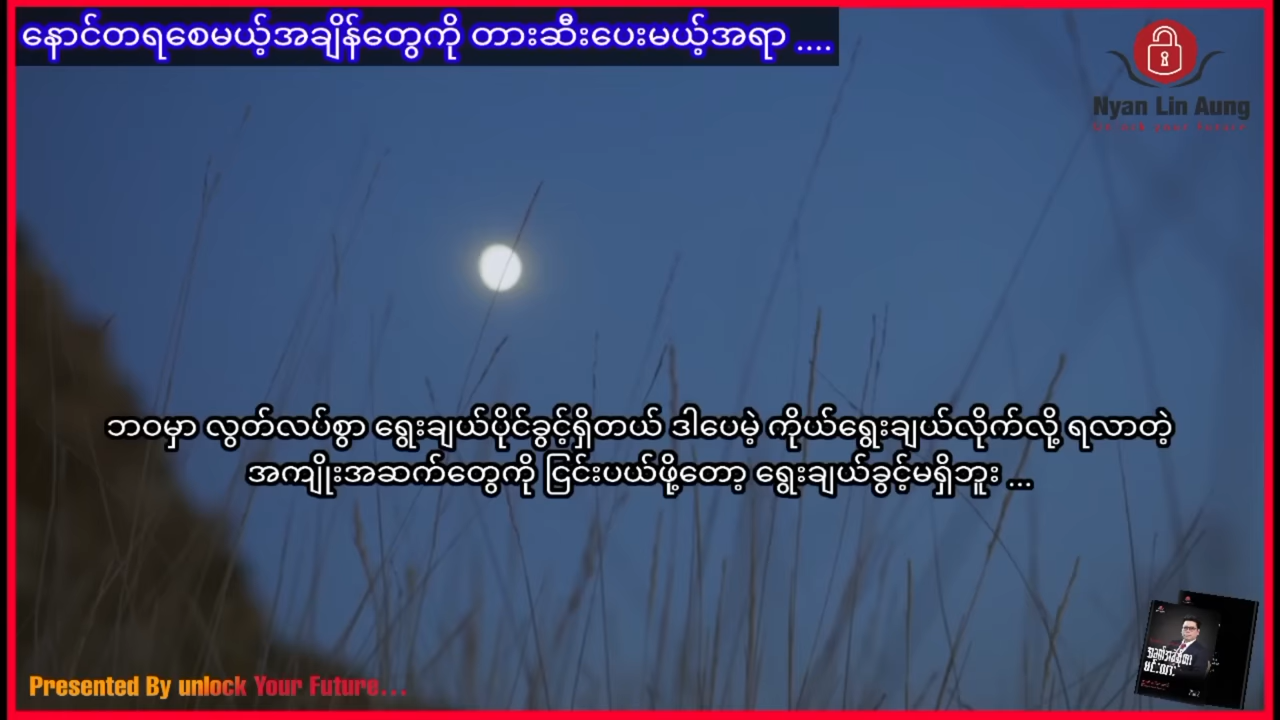 နောင်တရစေမယ့်အချိန်တွေကို တားဆီးပေးမယ့်အရာ ....
Nyan Lin Aung
ဘဝမှာ လွတ်လပ်စွာ ရွေးချယ်ပိုင်ခွင့်ရှိတယ် ဒါပေမဲ့ ကိုယ်ရွေးချယ်လိုက်လို့ ရလာတဲ့
အကျိုးအဆက်တွေကို ငြင်းပယ်ဖို့တော့ ရွေးချယ်ခွင့်မရှိဘူး ...
Presented By unlock Your Future...